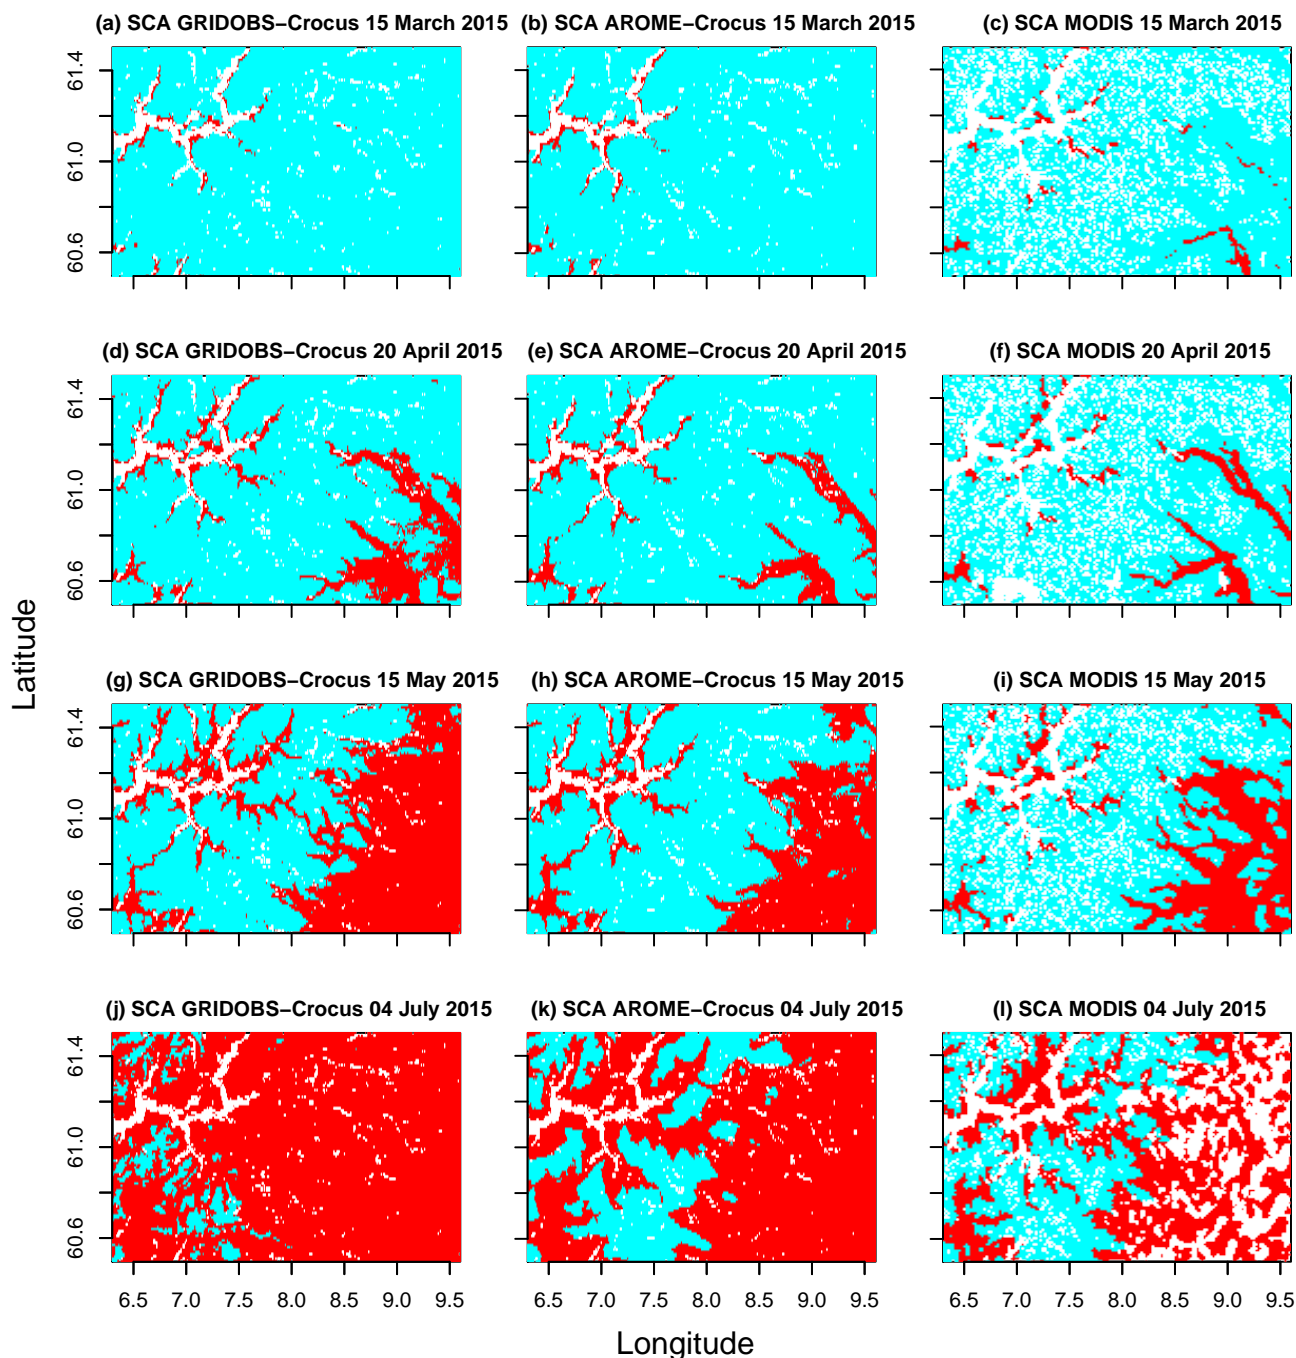 (a) SCA GRIDOBS−Crocus 15 March 2015
(b) SCA AROME−Crocus 15 March 2015
(c) SCA MODIS 15 March 2015
61.4
61.0
60.6
(d) SCA GRIDOBS−Crocus 20 April 2015
(e) SCA AROME−Crocus 20 April 2015
(f) SCA MODIS 20 April 2015
61.4
61.0
60.6
Latitude
(g) SCA GRIDOBS−Crocus 15 May 2015
(h) SCA AROME−Crocus 15 May 2015
(i) SCA MODIS 15 May 2015
61.4
61.0
60.6
(j) SCA GRIDOBS−Crocus 04 July 2015
(k) SCA AROME−Crocus 04 July 2015
(l) SCA MODIS 04 July 2015
61.4
61.0
60.6
6.5 7.0 7.5 8.0 8.5 9.0 9.5
6.5 7.0 7.5 8.0 8.5 9.0 9.5
6.5 7.0 7.5 8.0 8.5 9.0 9.5
Longitude